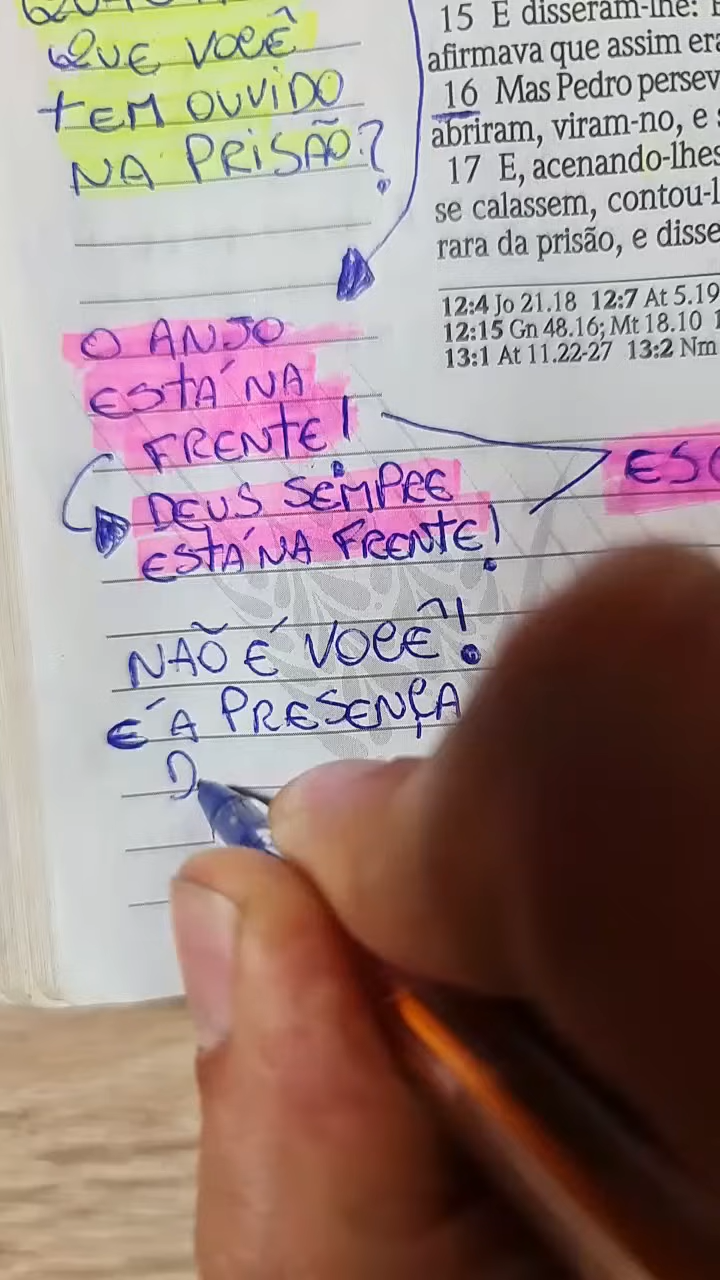 QUE VOCÊ
TEM OUVIDO
NA PRISÃO?
O ANJO
ESTÁ NA
FRENTE!
DEUS SEMPRE
ESTÁ NA FRENTE!
NÃO É VOCÊ!
É A PRESENÇA
D
15 E disseram-lhe:
afirmava que assim era
16 Mas Pedro persev
abriram, viram-no, e
17 E, acenando-lhes
se calassem, contou-l
rara da prisão, e disse
12:4 Jo 21.18 12:7 At 5.19
12:15 Gn 48.16; Mt 18.10
13:1 At 11.22-27 13:2 Nm
ESC